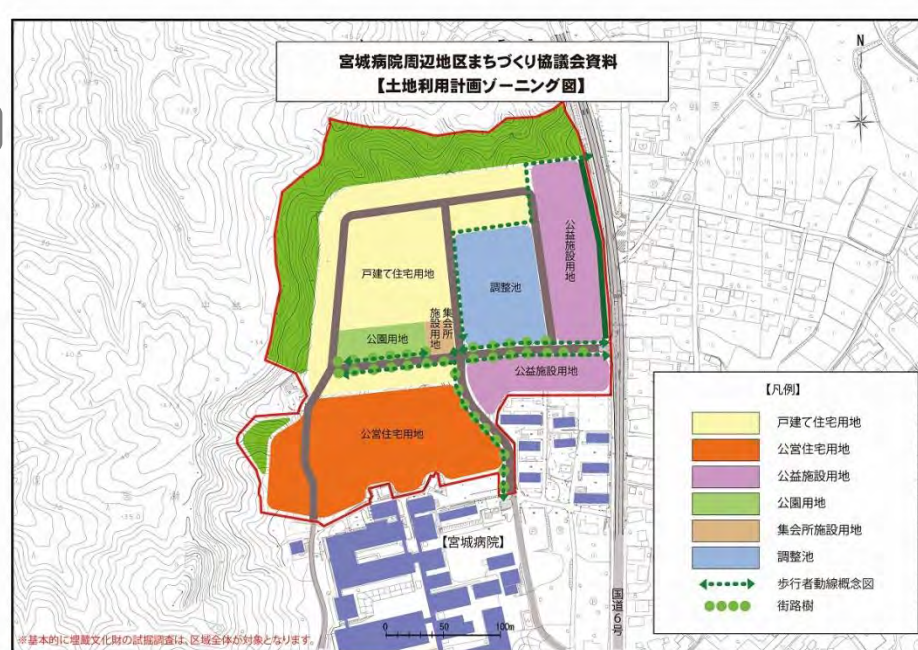 宮城病院周辺地区まちづくり協議会資料
【土地利用計画ゾーニング図】
N
公益施設用地
戸建て住宅用地
調整池
集会所
施設用地
公園用地
公益施設用地
公営住宅用地
【宮城病院】
国道6号
【凡例】
戸建て住宅用地
公営住宅用地
公益施設用地
公園用地
集会所施設用地
調整池
歩行者動線概念図
街路樹
0 50 100m
※基本的に埋蔵文化財の試掘調査は、区域全体が対象となります。